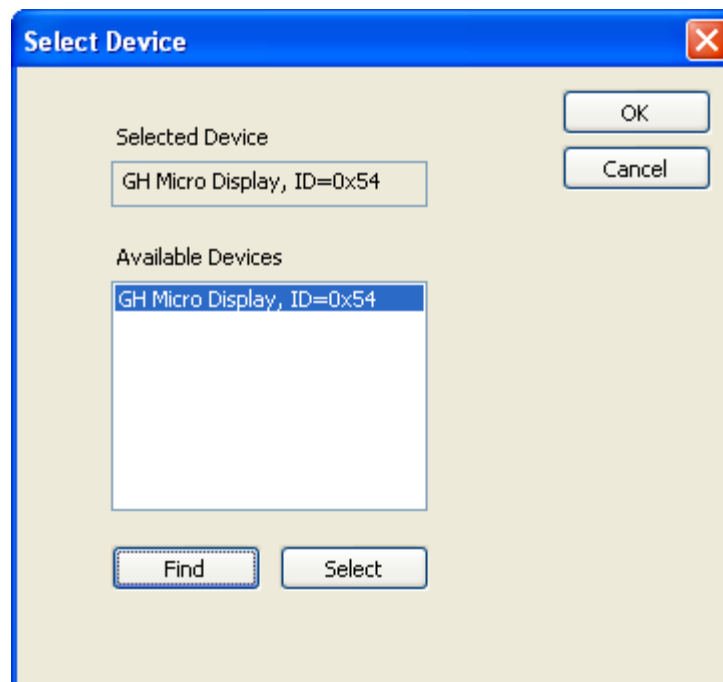 Select Device
OK
Selected Device
Cancel
GH Micro Display, ID=0x54
Available Devices
GH Micro Display, ID=0x54
Find
Select